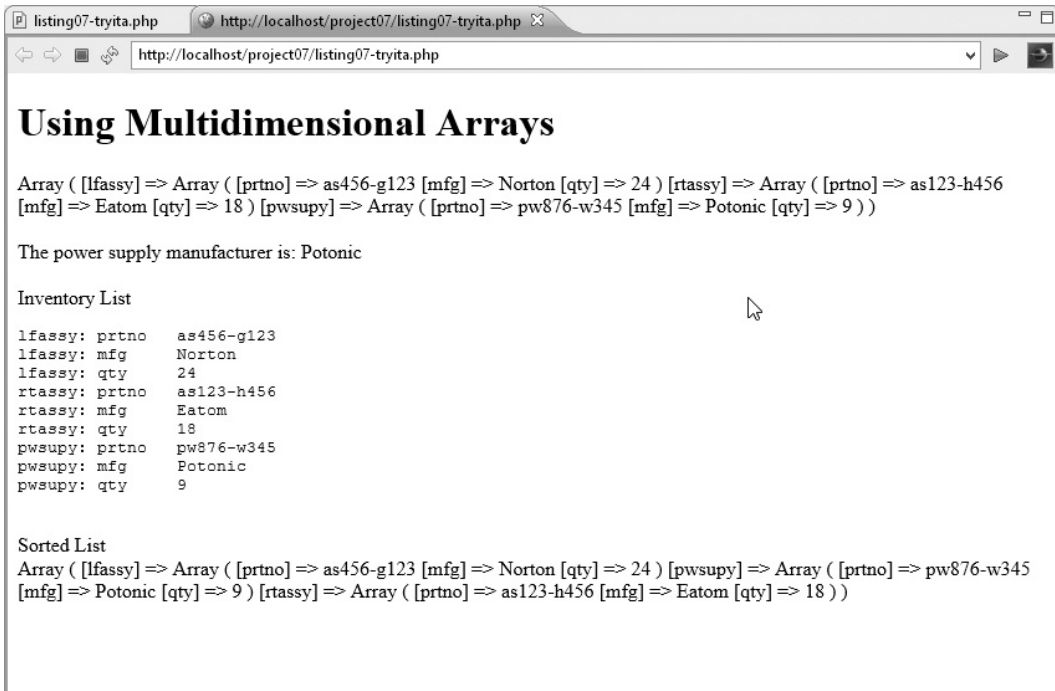 listing07-tryita.php
http://localhost/project07/listing07-tryita.php
http://localhost/project07/listing07-tryita.php
Using Multidimensional Arrays
Array ( [lfassy] => Array ( [prtno] => as456-g123 [mfg] => Norton [qty] => 24 ) [rtassy] => Array ( [prtno] => as123-h456
[mfg] => Eatom [qty] => 18 ) [pwsupy] => Array ( [prtno] => pw876-w345 [mfg] => Potonic [qty] => 9 ) )
The power supply manufacturer is: Potonic
Inventory List
lfassy: prtno as456-g123
lfassy: mfg Norton
lfassy: qty 24
rtassy: prtno as123-h456
rtassy: mfg Eatom
rtassy: qty 18
pwsupy: prtno pw876-w345
pwsupy: mfg Potonic
pwsupy: qty 9
Sorted List
Array ( [lfassy] => Array ( [prtno] => as456-g123 [mfg] => Norton [qty] => 24 ) [pwsupy] => Array ( [prtno] => pw876-w345
[mfg] => Potonic [qty] => 9 ) [rtassy] => Array ( [prtno] => as123-h456 [mfg] => Eatom [qty] => 18 ) )